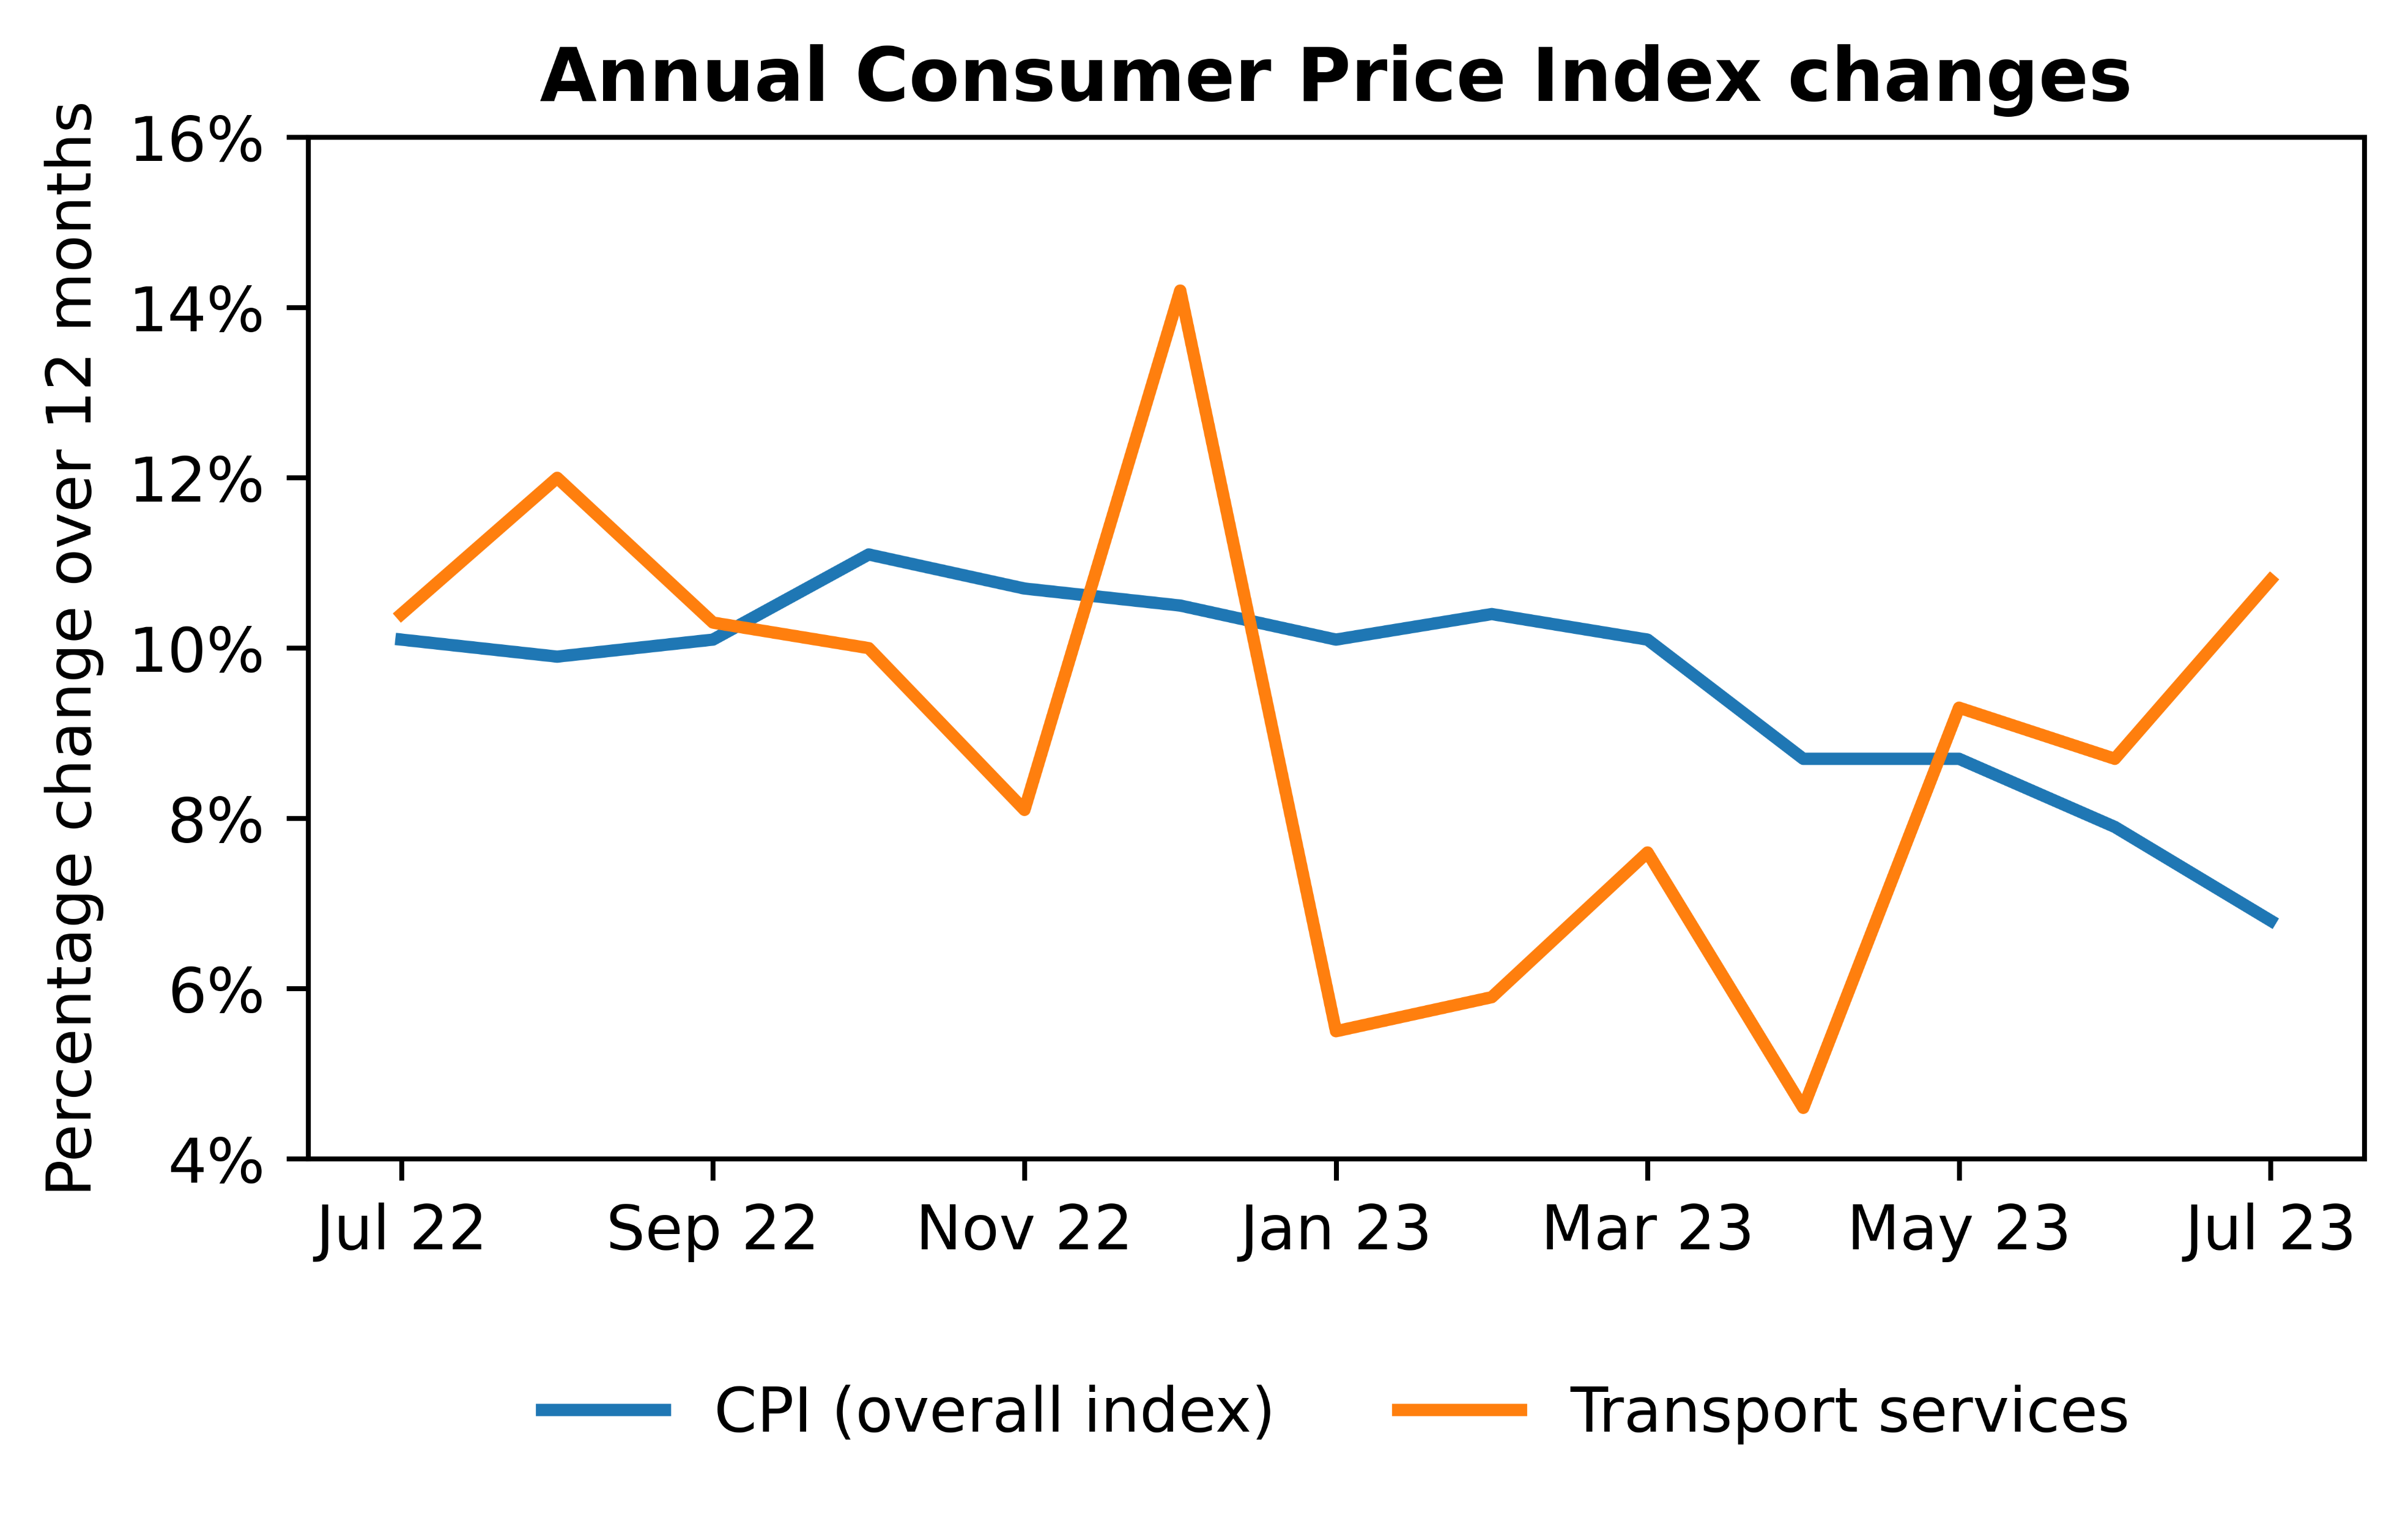 Annual Consumer Price Index changes
Percentage change over 12 months
16%
14%
12%
10%
8%
6%
4%
Jul 22 Sep 22 Nov 22 Jan 23 Mar 23 May 23 Jul 23
CPI (overall index) Transport services